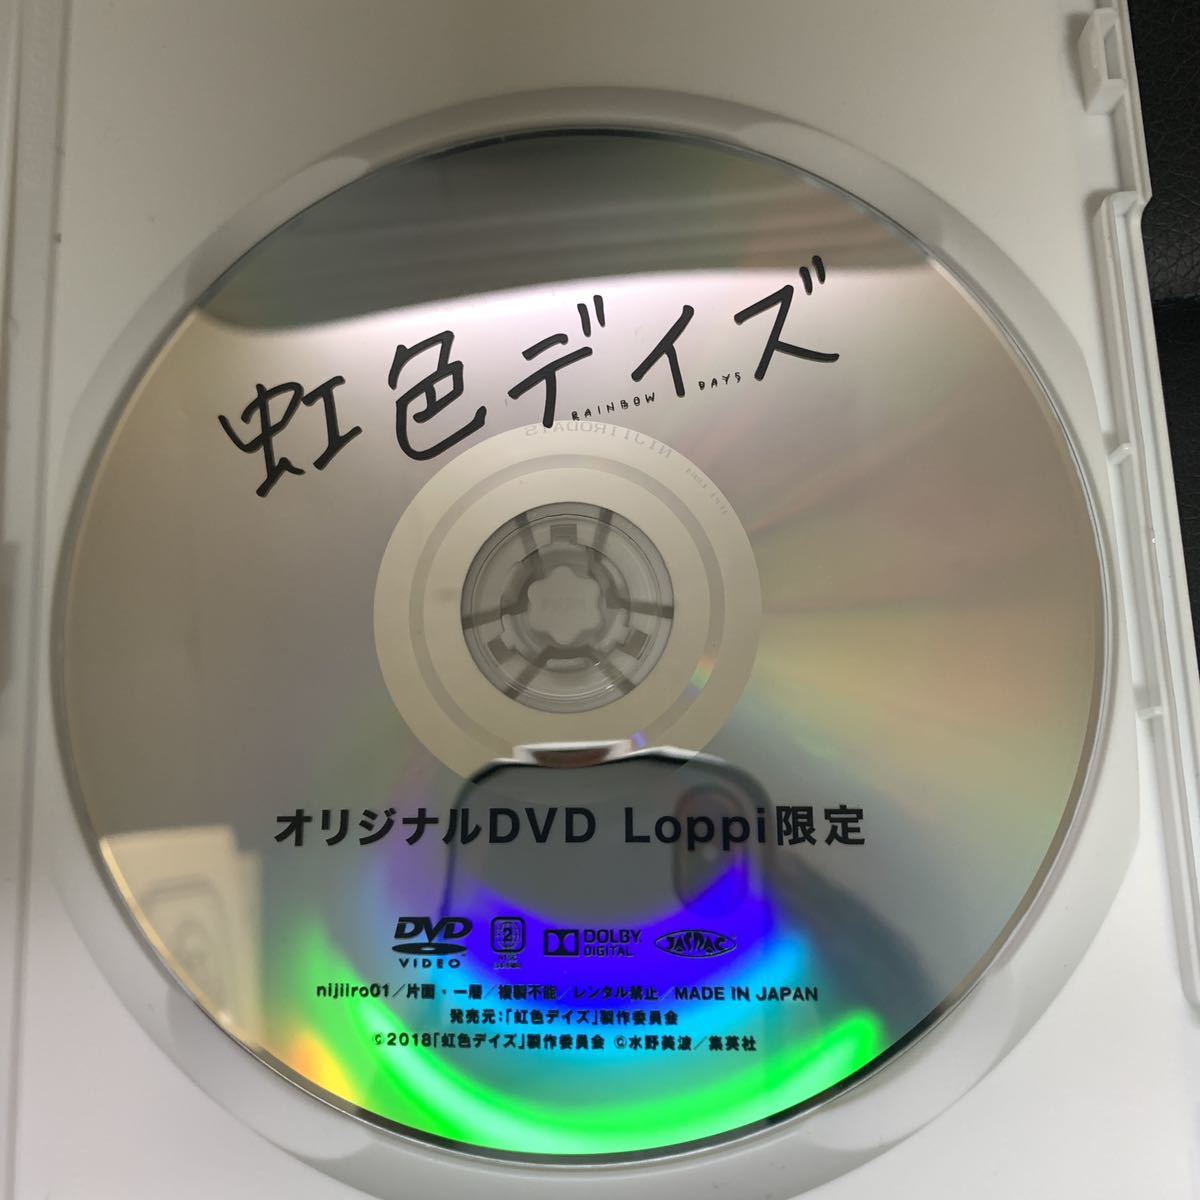 虹色デイズ
RAINBOW DAYS
NIJIIRODAYS
オリジナルDVD Loppi限定
DVD VIDEO 2 DOLBY DIGITAL JASRAC
nijiiro01／片面・一層／複製不能／レンタル禁止／MADE IN JAPAN
発売元：「虹色デイズ」製作委員会
©2018「虹色デイズ」製作委員会 ©水野美波／集英社